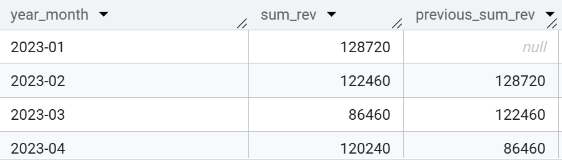 year_month sum_rev previous_sum_rev
2023-01 128720 null
2023-02 122460 128720
2023-03 86460 122460
2023-04 120240 86460